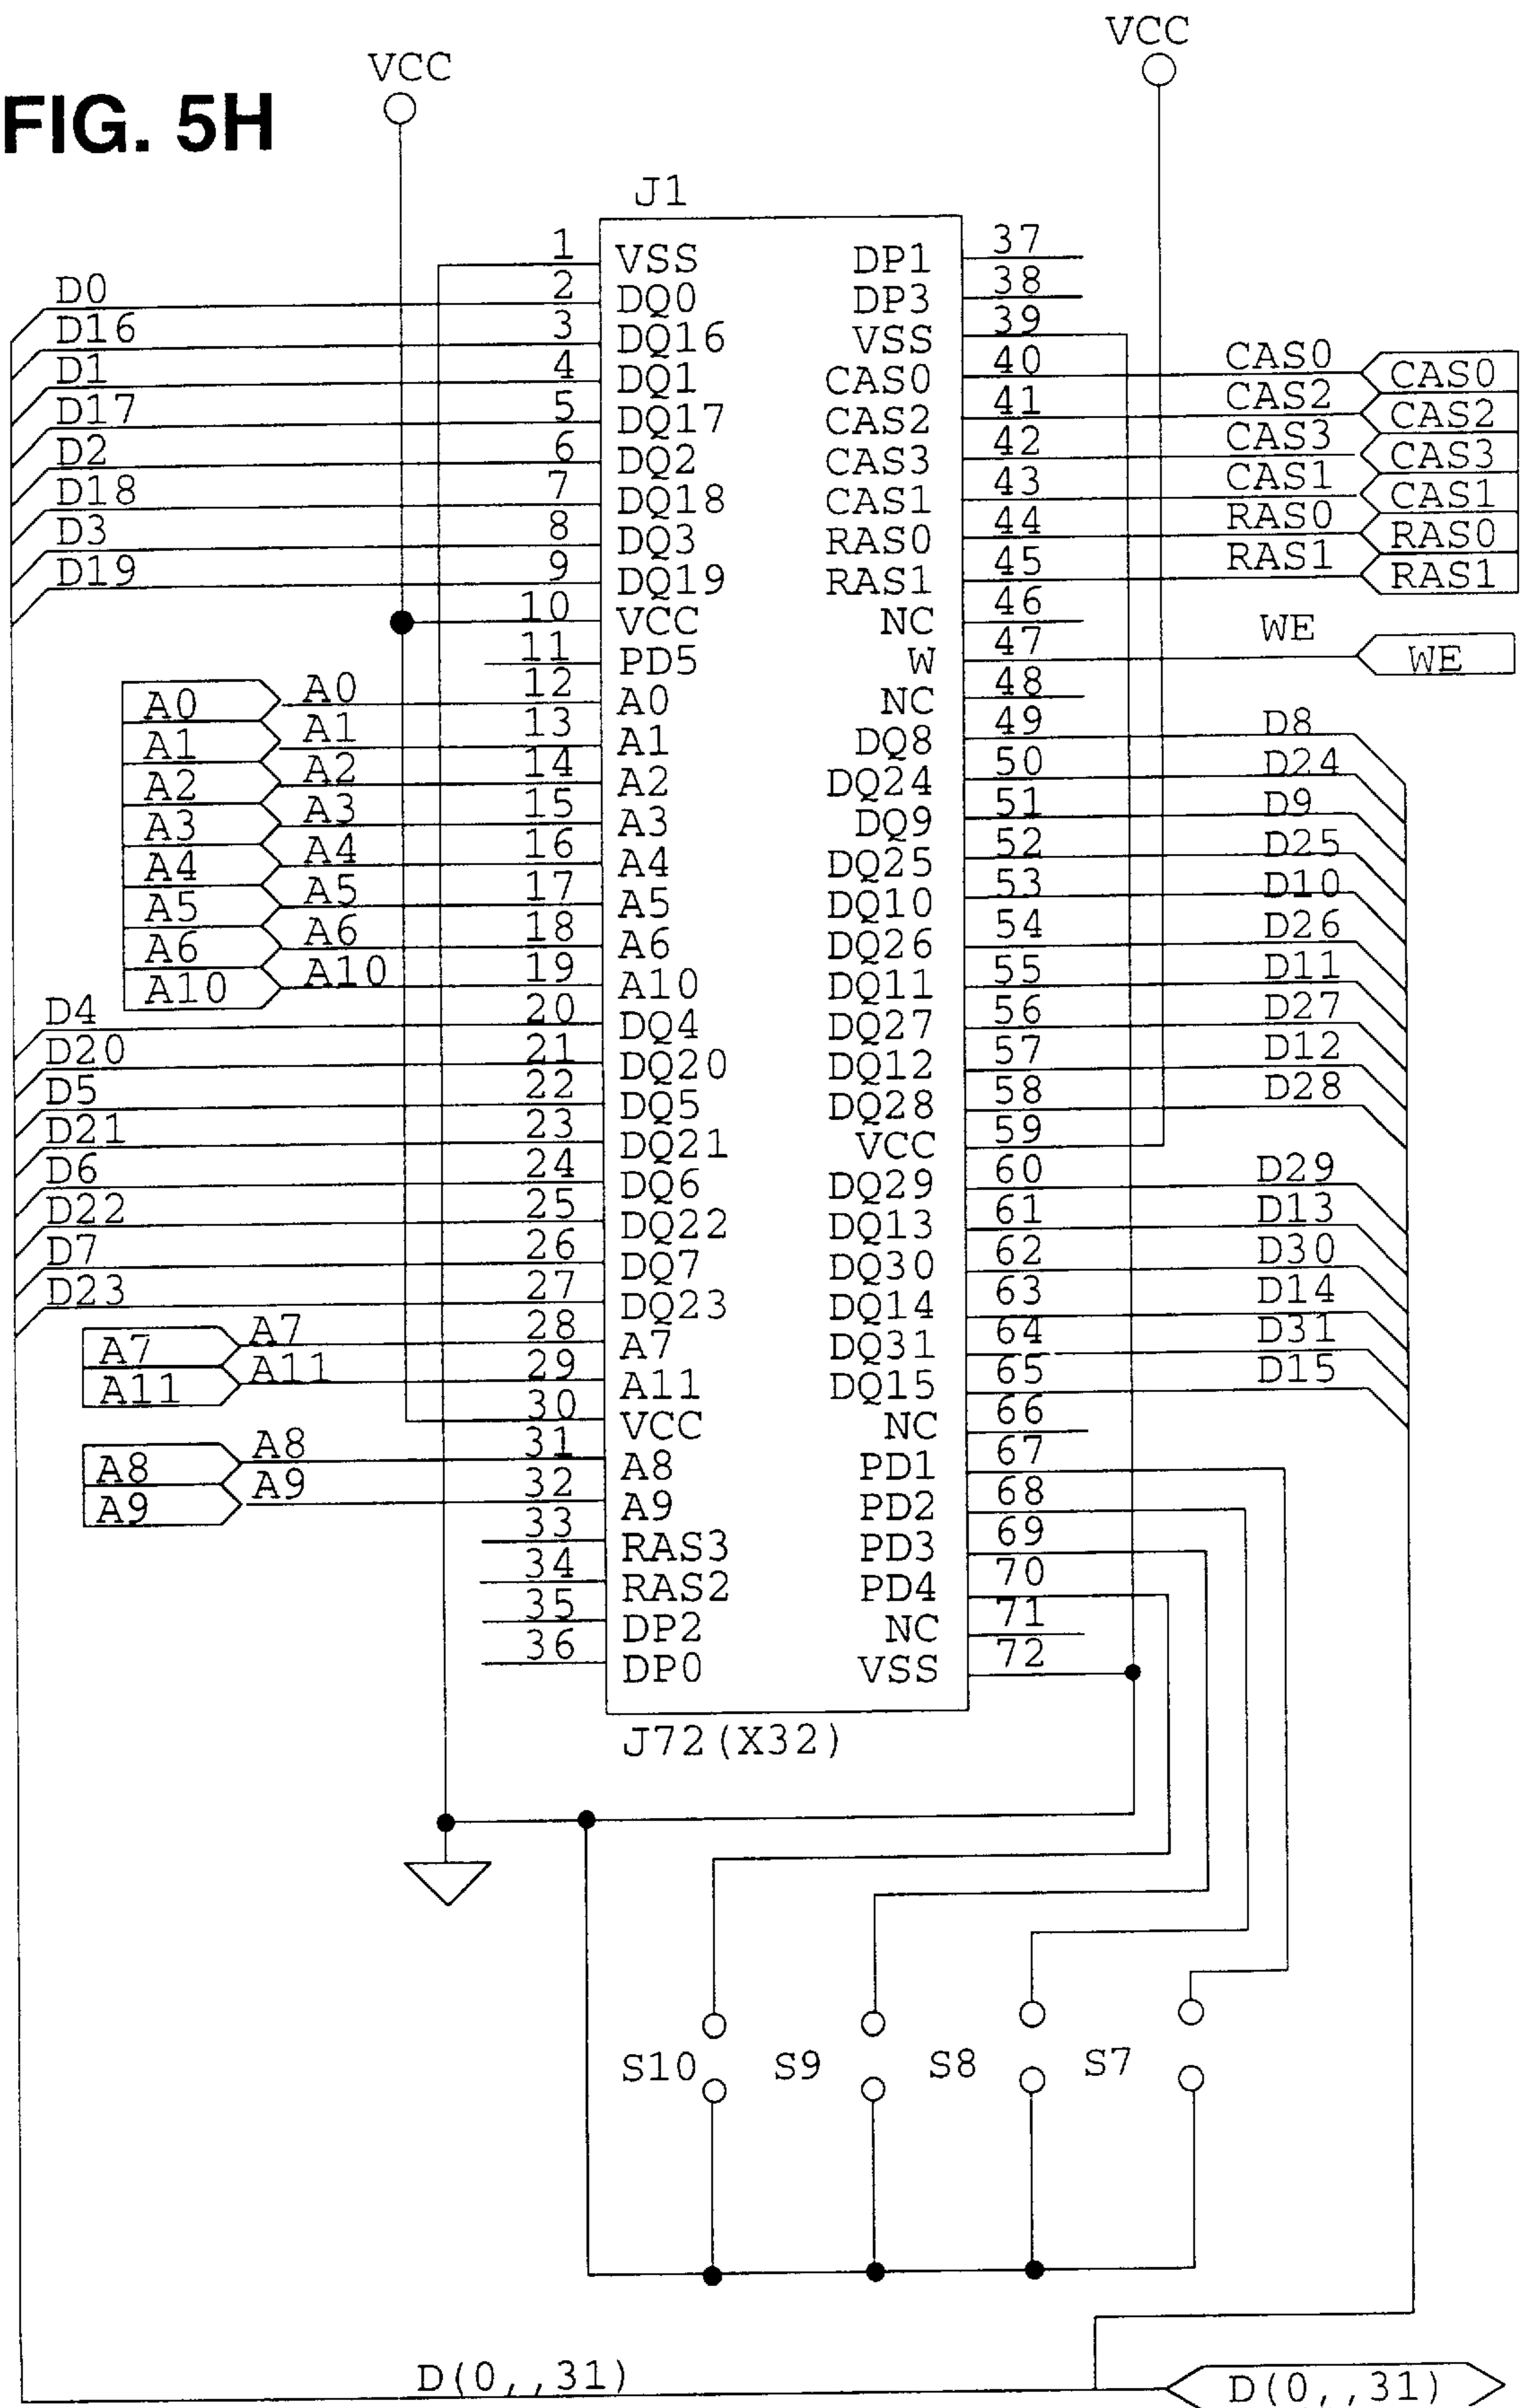 FIG. 5H
VCC
VCC
J1
D0 2 DQ0
1 VSS
D16 3 DQ16
D1 4 DQ1
D17 5 DQ17
D2 6 DQ2
D18 7 DQ18
D3 8 DQ3
D19 9 DQ19
10 VCC
11 PD5
A0 A0 12 A0
A1 A1 13 A1
A2 A2 14 A2
A3 A3 15 A3
A4 A4 16 A4
A5 A5 17 A5
A6 A6 18 A6
A10 A10 19 A10
D4 20 DQ4
D20 21 DQ20
D5 22 DQ5
D21 23 DQ21
D6 24 DQ6
D22 25 DQ22
D7 26 DQ7
D23 27 DQ23
A7 A7 28 A7
A11 A11 29 A11
30 VCC
A8 A8 31 A8
A9 A9 32 A9
33 RAS3
34 RAS2
35 DP2
36 DP0
DP1 37
DP3 38
VSS 39
CAS0 40 CAS0 CAS0
CAS2 41 CAS2 CAS2
CAS3 42 CAS3 CAS3
CAS1 43 CAS1 CAS1
RAS0 44 RAS0 RAS0
RAS1 45 RAS1 RAS1
NC 46
W 47 WE WE
NC 48
DQ8 49 D8
DQ24 50 D24
DQ9 51 D9
DQ25 52 D25
DQ10 53 D10
DQ26 54 D26
DQ11 55 D11
DQ27 56 D27
DQ12 57 D12
DQ28 58 D28
VCC 59
DQ29 60 D29
DQ13 61 D13
DQ30 62 D30
DQ14 63 D14
DQ31 64 D31
DQ15 65 D15
NC 66
PD1 67
PD2 68
PD3 69
PD4 70
NC 71
VSS 72
J72(X32)
S10 S9 S8 S7
D(0,,31) D(0,,31)